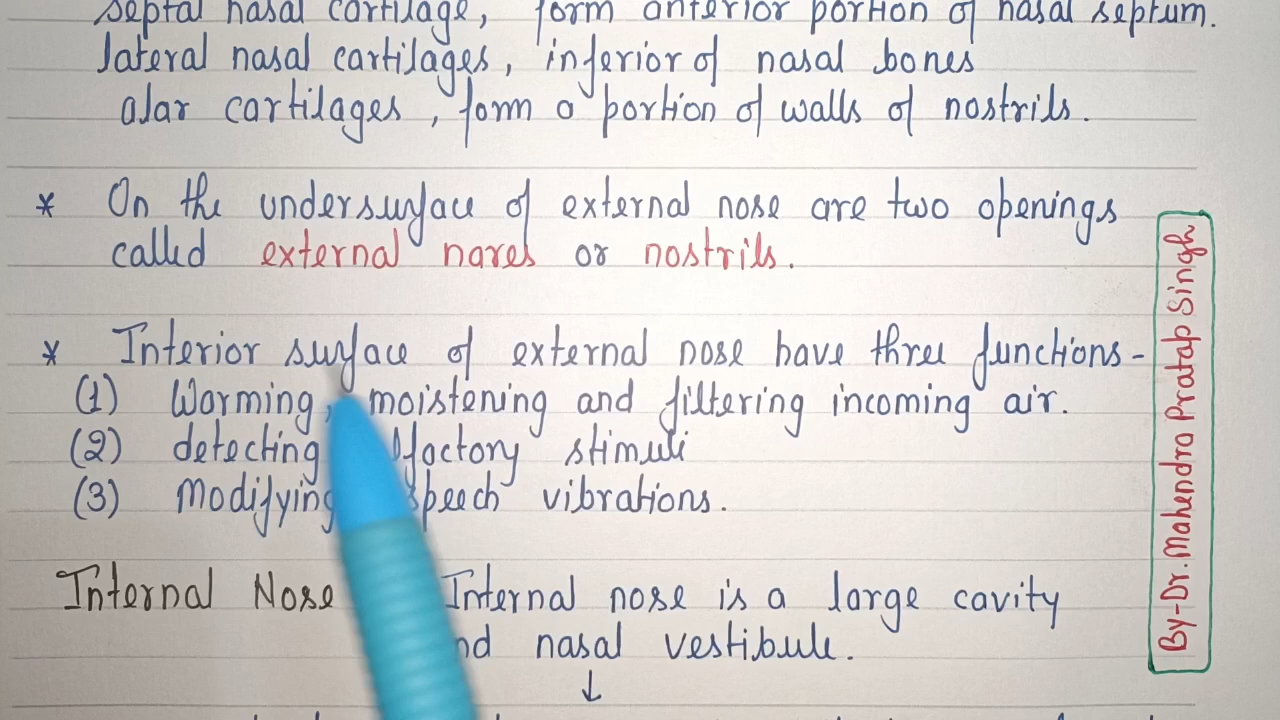 septal nasal cartilage, form anterior portion of nasal septum.
lateral nasal cartilages, inferior of nasal bones
alar cartilages, form a portion of walls of nostrils.
* On the undersurface of external nose are two openings
called external nares or nostrils.
* Interior surface of external nose have three functions-
(1) Warming, moistening and filtering incoming air.
(2) detecting stimuli
(3) Modifying speech vibrations.
Internal Nose Internal nose is a large cavity
nasal vestibule.
↓
By-Dr. Mahendra Pratap Singh